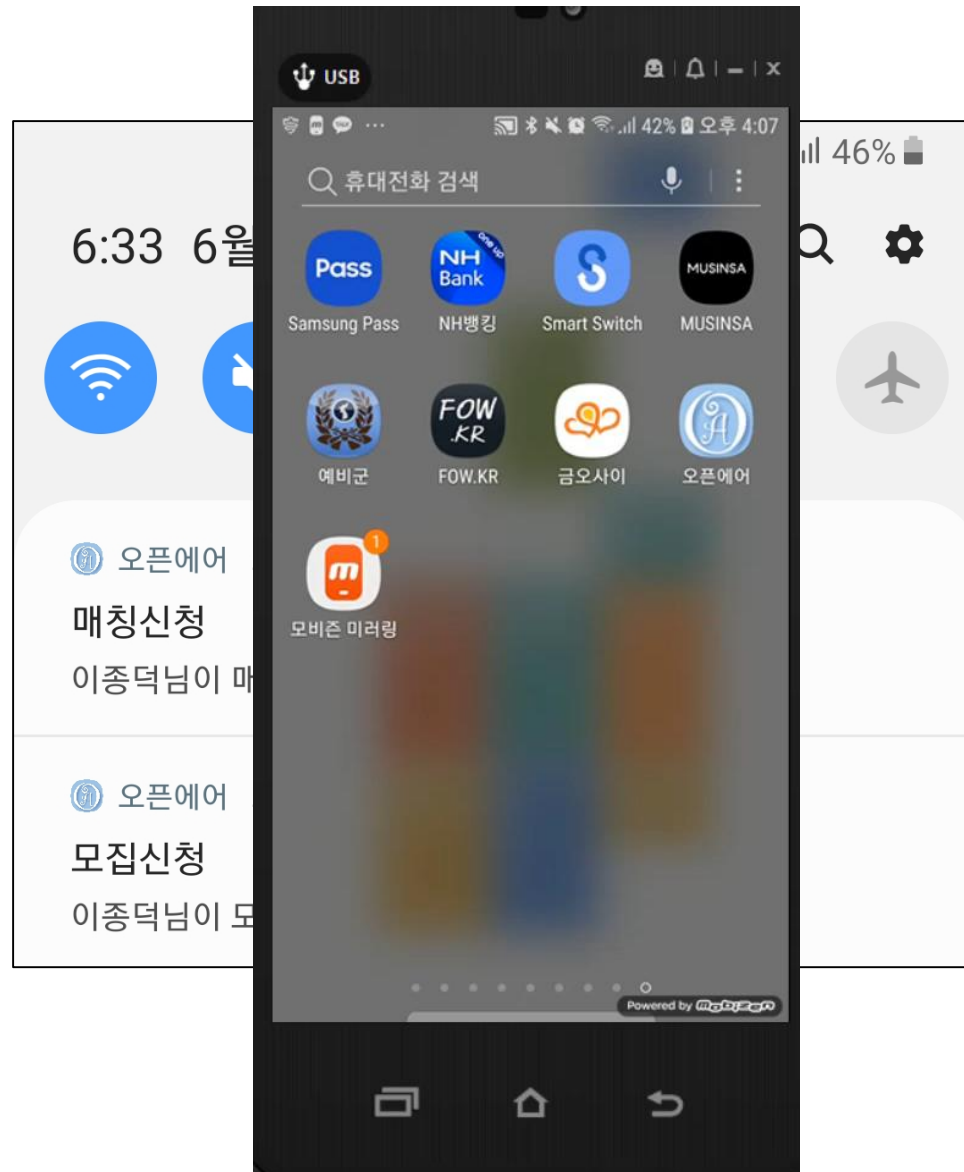 USB
42% 오후 4:07
46%
휴대전화 검색
6:33 6월
Pass
NH Bank one up
S
MUSINSA
Samsung Pass NH뱅킹 Smart Switch MUSINSA
FOW .KR
예비군 FOW.KR 금오사이 오픈에어
1
m
모비즌 미러링
오픈에어
매칭신청
이종덕님이
오픈에어
모집신청
이종덕님이
Powered by mobizen